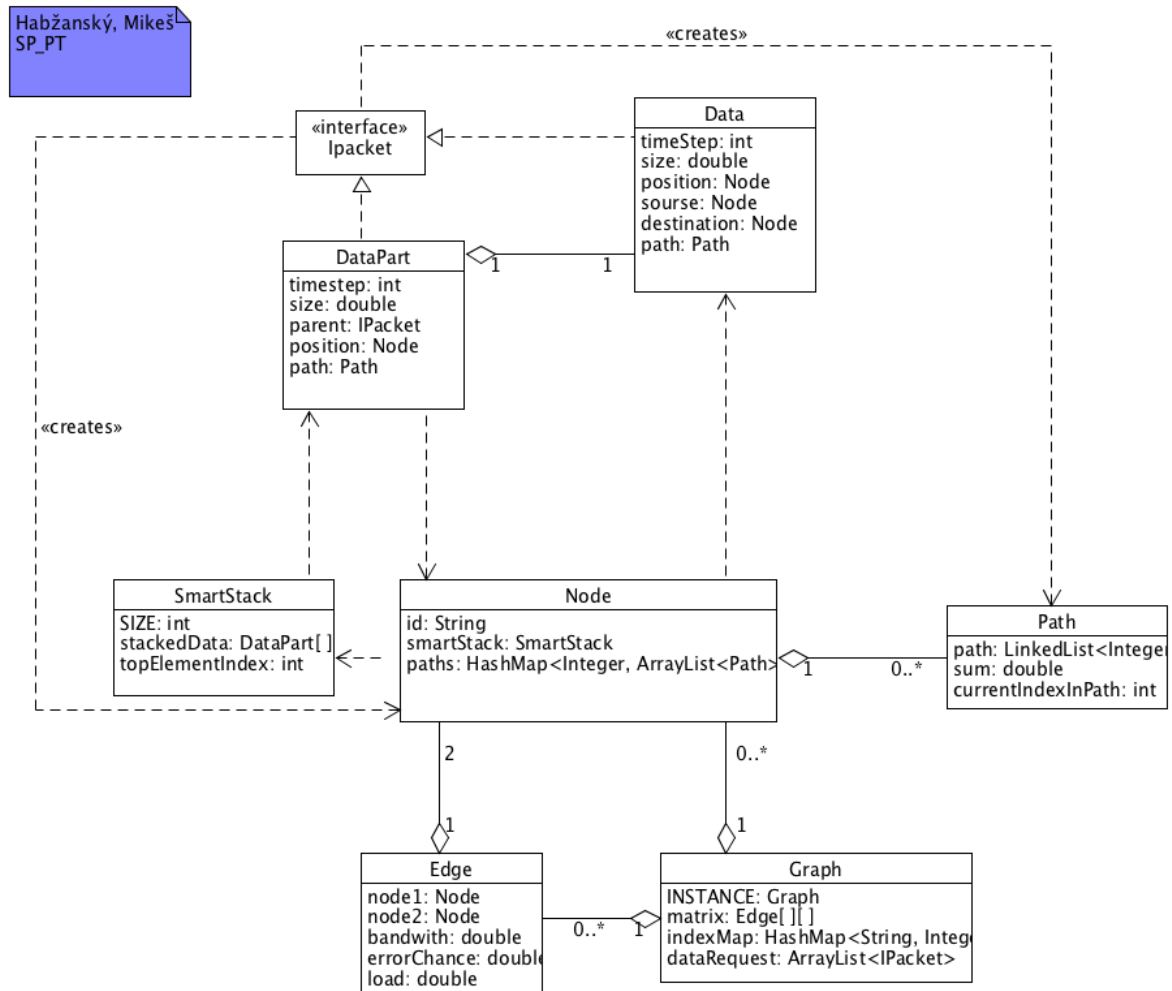 Habžanský, Mikeš
SP_PT
«creates»
«interface»
Ipacket
Data
timeStep: int
size: double
position: Node
sourse: Node
destination: Node
path: Path
DataPart
timestep: int
size: double
parent: IPacket
position: Node
path: Path
1
1
«creates»
SmartStack
SIZE: int
stackedData: DataPart[ ]
topElementIndex: int
Node
id: String
smartStack: SmartStack
paths: HashMap<Integer, ArrayList<Path>
Path
path: LinkedList<Integer
sum: double
currentIndexInPath: int
1
0..*
2
0..*
1
1
Edge
node1: Node
node2: Node
bandwith: double
errorChance: double
load: double
0..*
1
Graph
INSTANCE: Graph
matrix: Edge[ ][ ]
indexMap: HashMap<String, Integ
dataRequest: ArrayList<IPacket>